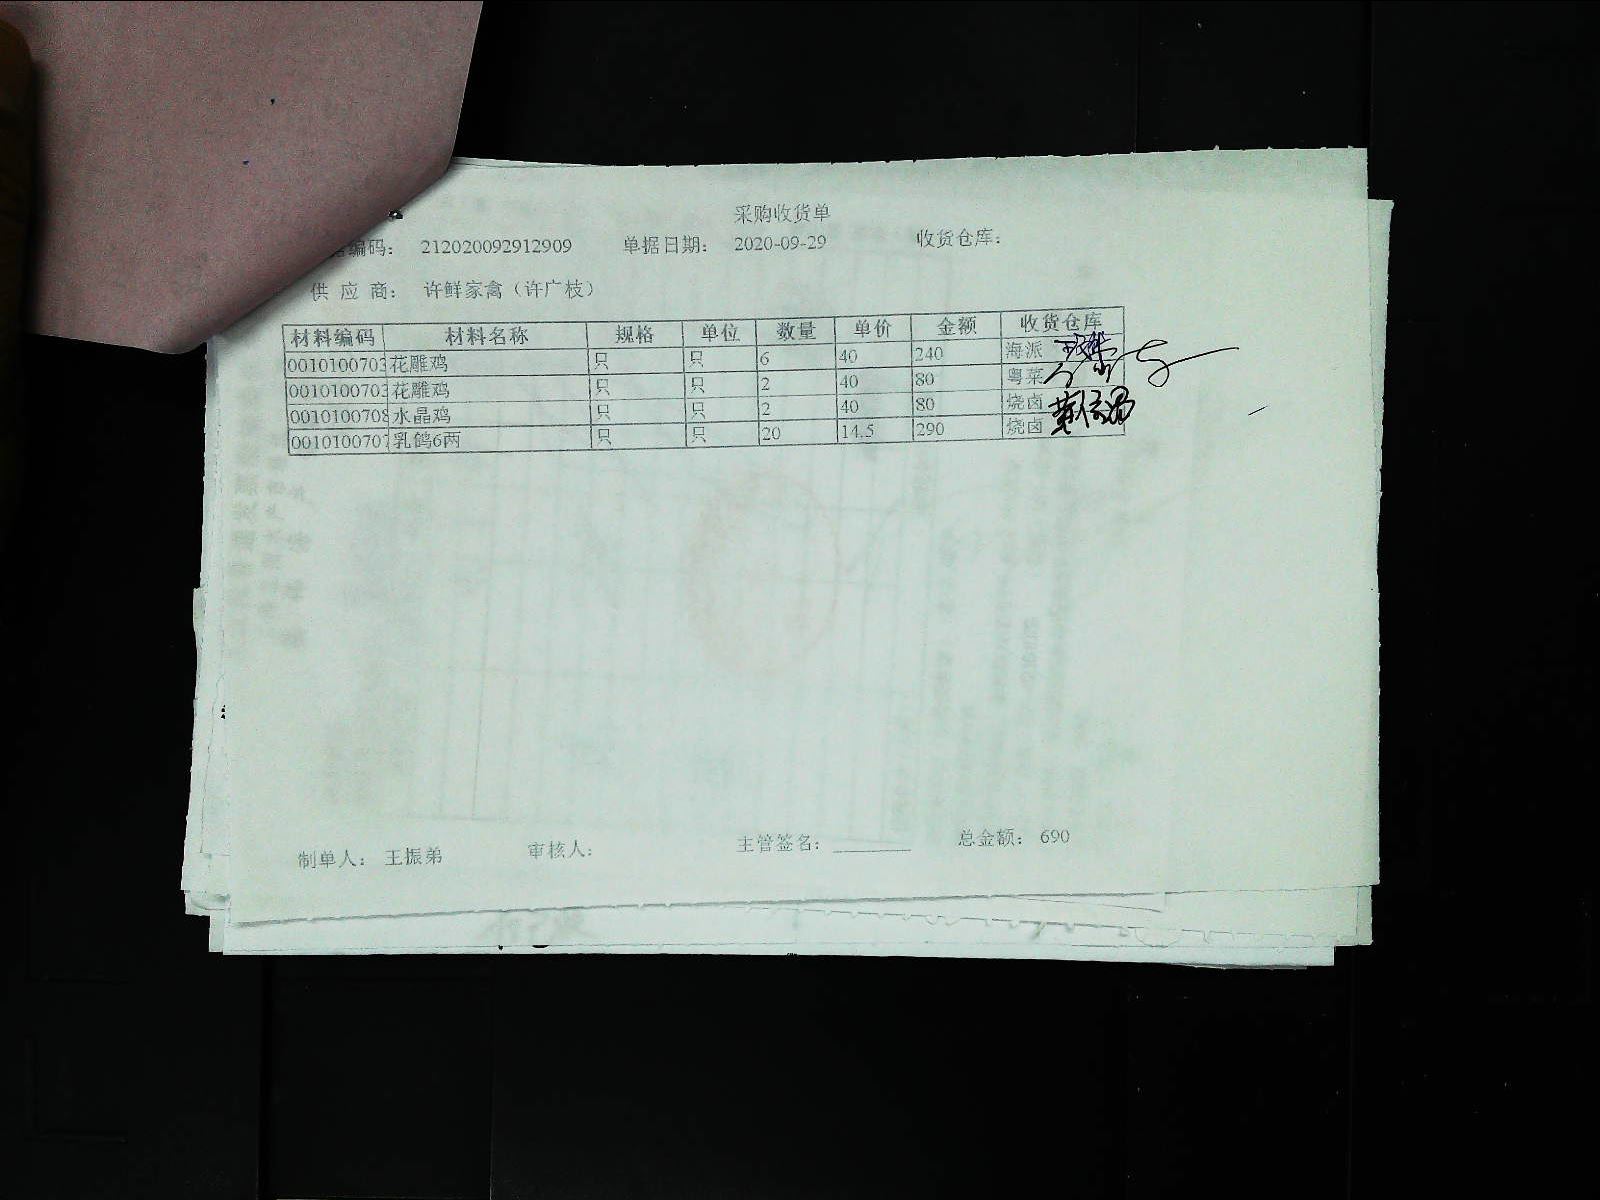 采购收货单
编码： 212020092912909 单据日期： 2020-09-29 收货仓库：
供 应 商： 许鲜家禽（许广枝）
材料编码 材料名称 规格 单位 数量 单价 金额 收货仓库
0010100703 花雕鸡 只 只 6 40 240 海派
0010100703 花雕鸡 只 只 2 40 80 粤菜
0010100708 水晶鸡 只 只 2 40 80 烧卤
0010100707 乳鸽6两 只 只 20 14.5 290 烧卤
制单人： 王振弟 审核人： 主管签名： 总金额： 690